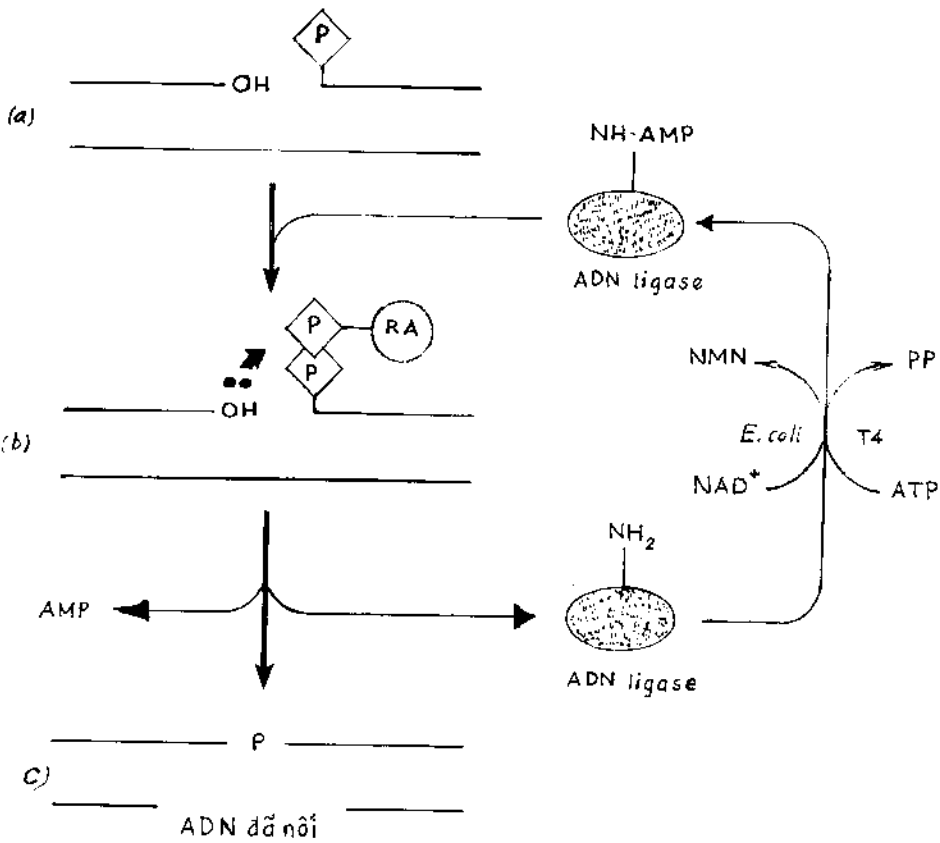 P
OH
(a)
NH-AMP
ADN ligase
P
RA
P
OH
(b)
NMN
PP
E. coli
T4
NAD+
ATP
NH2
ADN ligase
AMP
P
C)
ADN đã nối